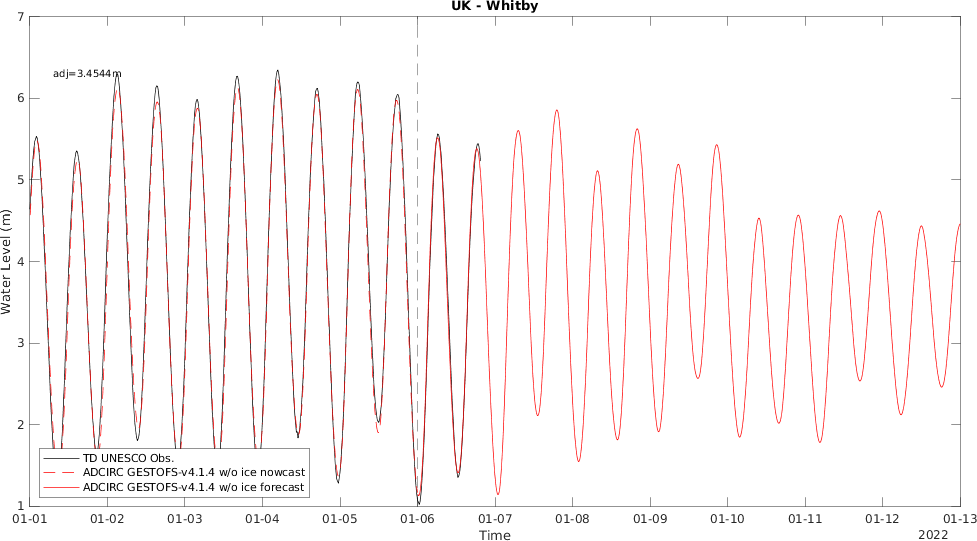 UK - Whitby
7
adj=3.4544m
6
5
4
3
2
1
Water Level (m)
TD UNESCO Obs.
ADCIRC GESTOFS-v4.1.4 w/o ice nowcast
ADCIRC GESTOFS-v4.1.4 w/o ice forecast
01-01 01-02 01-03 01-04 01-05 01-06 01-07 01-08 01-09 01-10 01-11 01-12 01-13
Time
2022